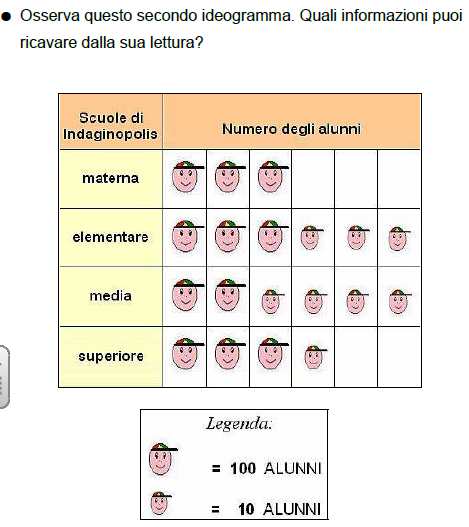 ● Osserva questo secondo ideogramma. Quali informazioni puoi
ricavare dalla sua lettura?
Scuole di
Indaginopolis
Numero degli alunni
materna
elementare
media
superiore
Legenda:
= 100 ALUNNI
= 10 ALUNNI